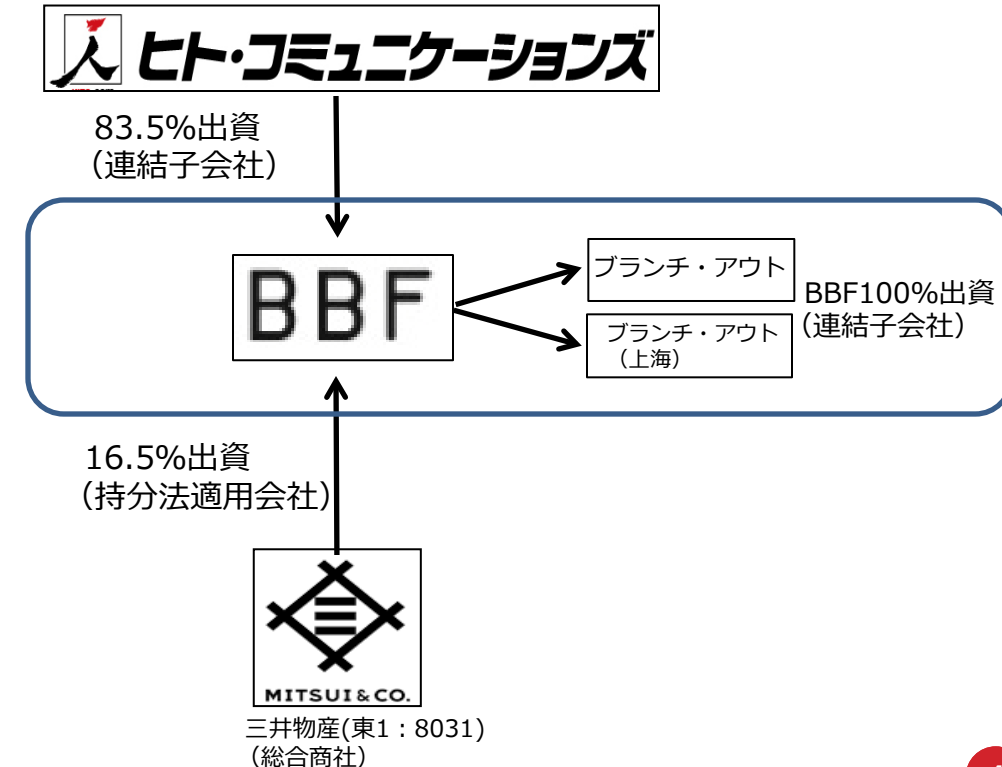 人 ヒト・コミュニケーションズ
83.5%出資
（連結子会社）
BBF
ブランチ・アウト
ブランチ・アウト
（上海）
BBF100%出資
（連結子会社）
16.5%出資
（持分法適用会社）
MITSUI&CO.
三井物産(東1：8031)
（総合商社）